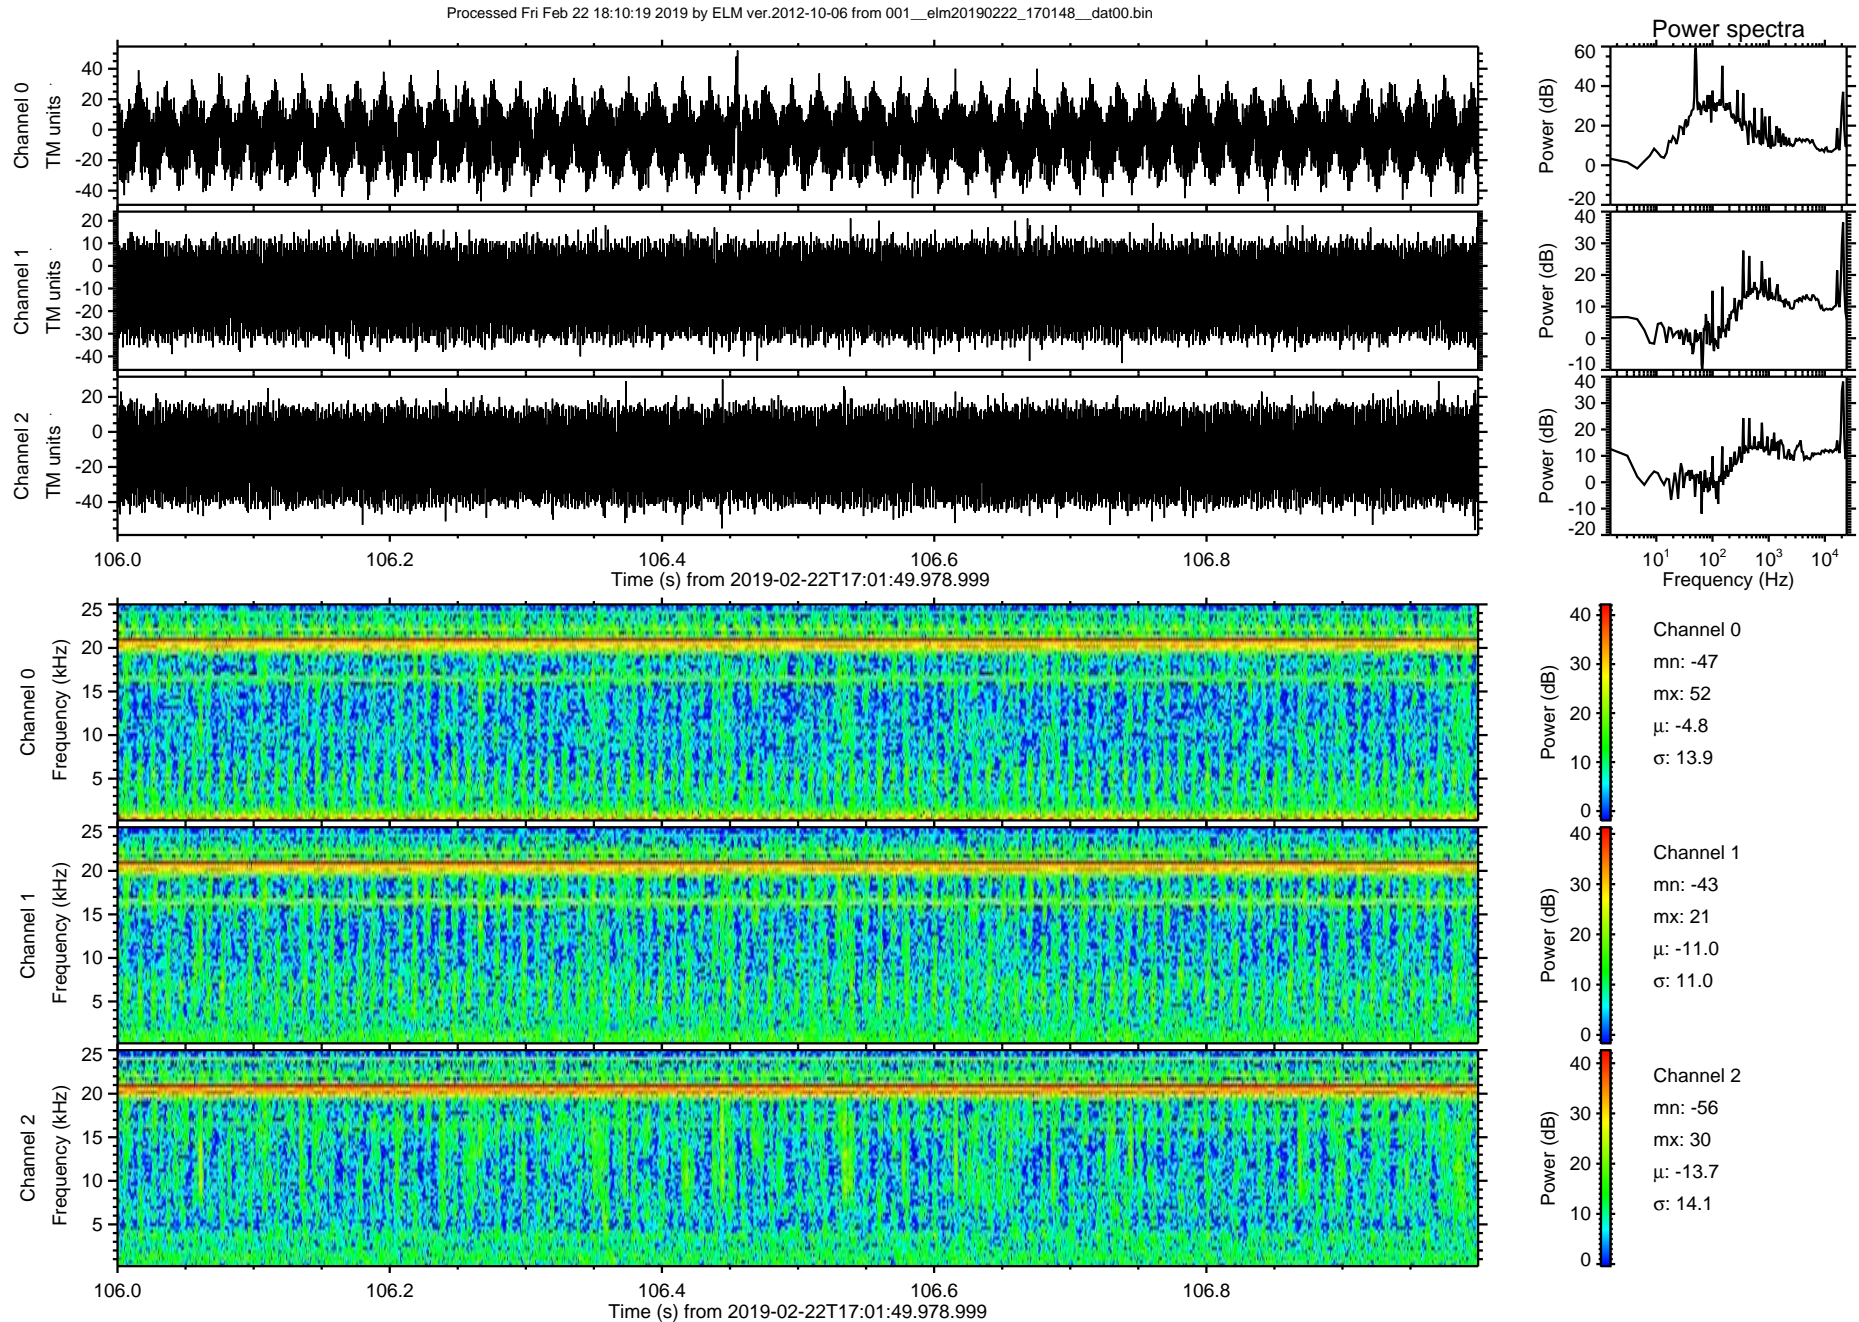 Processed Fri Feb 22 18:10:19 2019 by ELM ver.2012-10-06 from 001__elm20190222_170148__dat00.bin
Power spectra
Channel 0
TM units
40
20
0
-20
-40
Power (dB)
60
40
20
0
-20
Channel 1
TM units
20
10
0
-10
-20
-30
-40
Power (dB)
40
30
20
10
0
-10
Channel 2
TM units
20
0
-20
-40
Power (dB)
40
30
20
10
0
-10
-20
106.0 106.2 106.4 106.6 106.8
Time (s) from 2019-02-22T17:01:49.978.999
10¹ 10² 10³ 10⁴
Frequency (Hz)
Channel 0
Frequency (kHz)
25
20
15
10
5
Power (dB)
40
30
20
10
0
Channel 0
mn: -47
mx: 52
μ: -4.8
σ: 13.9
Channel 1
Frequency (kHz)
25
20
15
10
5
Power (dB)
40
30
20
10
0
Channel 1
mn: -43
mx: 21
μ: -11.0
σ: 11.0
Channel 2
Frequency (kHz)
25
20
15
10
5
Power (dB)
40
30
20
10
0
Channel 2
mn: -56
mx: 30
μ: -13.7
σ: 14.1
106.0 106.2 106.4 106.6 106.8
Time (s) from 2019-02-22T17:01:49.978.999